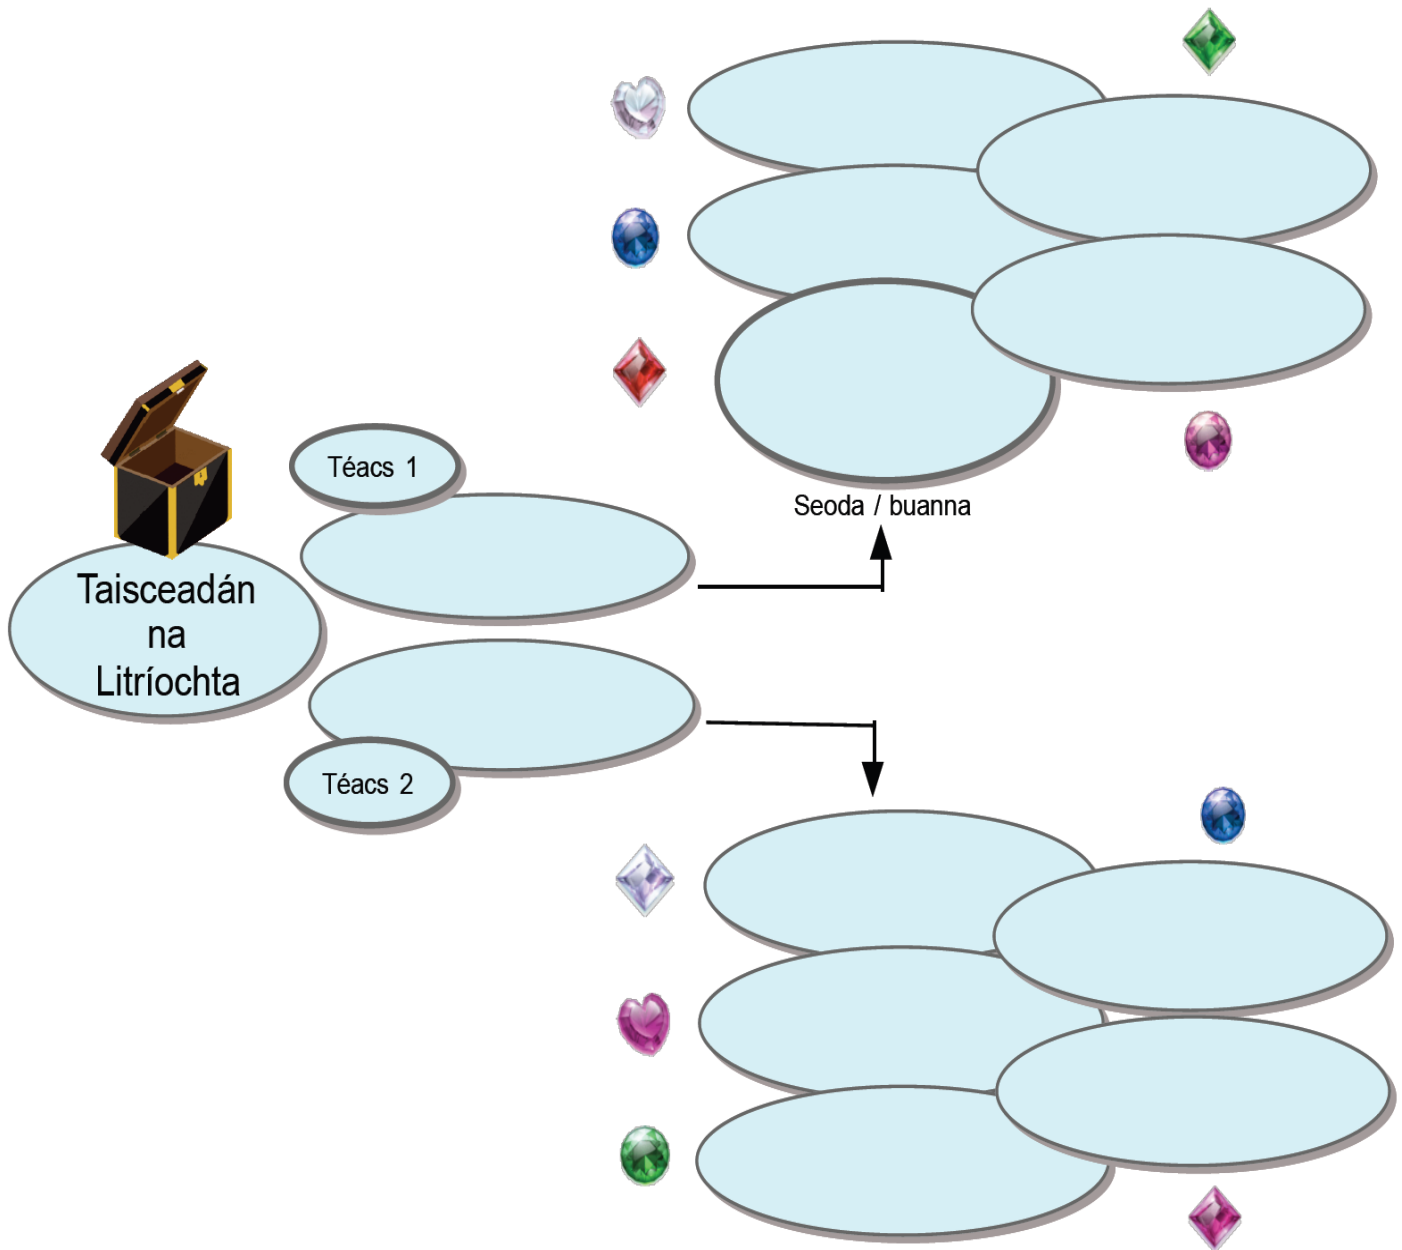 Téacs 1
Seoda / buanna
Taisceadán
na
Litríochta
Téacs 2